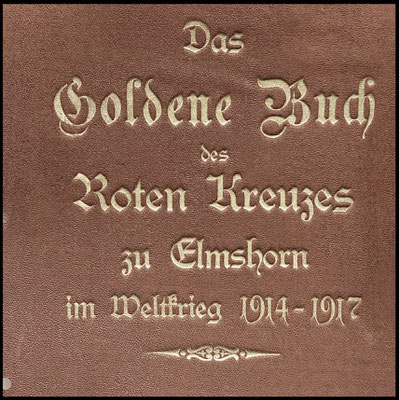 Das
Goldene Buch
des
Roten Kreuzes
zu Elmshorn
im Weltkrieg 1914-1917